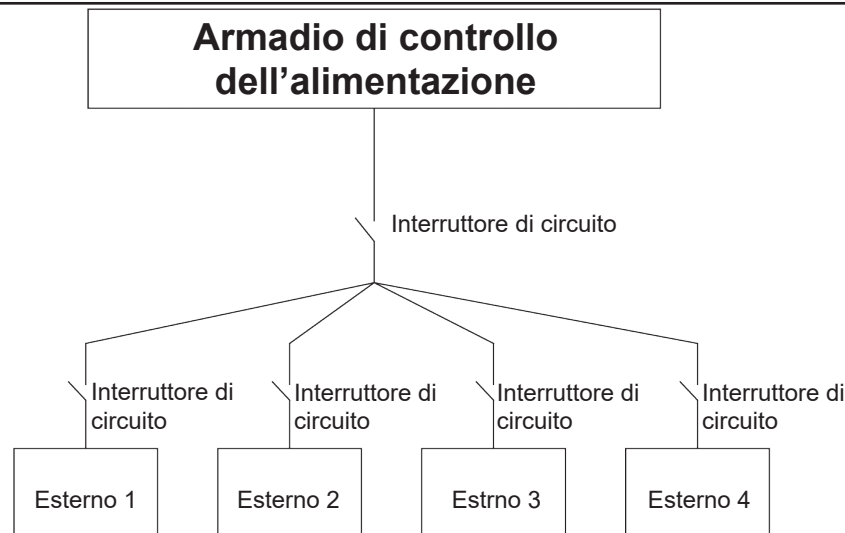 Armadio di controllo
dell’alimentazione
Interruttore di circuito
Interruttore di
circuito
Interruttore di
circuito
Interruttore di
circuito
Interruttore di
circuito
Esterno 1
Esterno 2
Estrno 3
Esterno 4